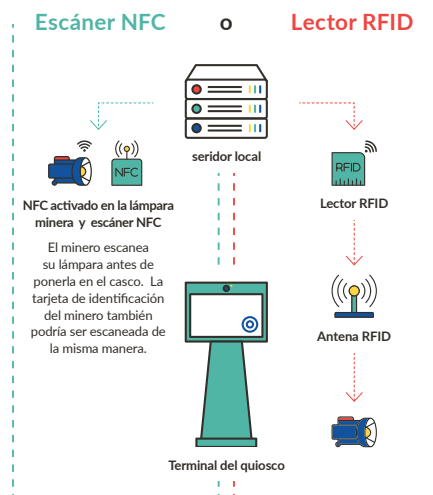 Escáner NFC o Lector RFID
seridor local
NFC
RFID
NFC activado en la lámpara
minera y escáner NFC
Lector RFID
El minero escanea
su lámpara antes de
ponerla en el casco. La
tarjeta de identificación
del minero también
podría ser escaneada de
la misma manera.
Antena RFID
Terminal del quiosco